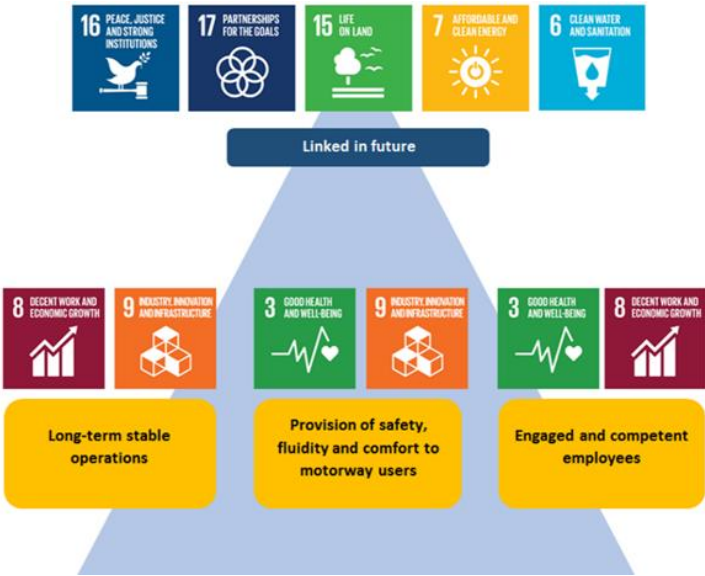 16 PEACE, JUSTICE
AND STRONG
INSTITUTIONS
17 PARTNERSHIPS
FOR THE GOALS
15 LIFE
ON LAND
7 AFFORDABLE AND
CLEAN ENERGY
6 CLEAN WATER
AND SANITATION
Linked in future
8 DECENT WORK AND
ECONOMIC GROWTH
9 INDUSTRY, INNOVATION
AND INFRASTRUCTURE
3 GOOD HEALTH
AND WELL-BEING
9 INDUSTRY, INNOVATION
AND INFRASTRUCTURE
3 GOOD HEALTH
AND WELL-BEING
8 DECENT WORK AND
ECONOMIC GROWTH
Long-term stable
operations
Provision of safety,
fluidity and comfort to
motorway users
Engaged and competent
employees